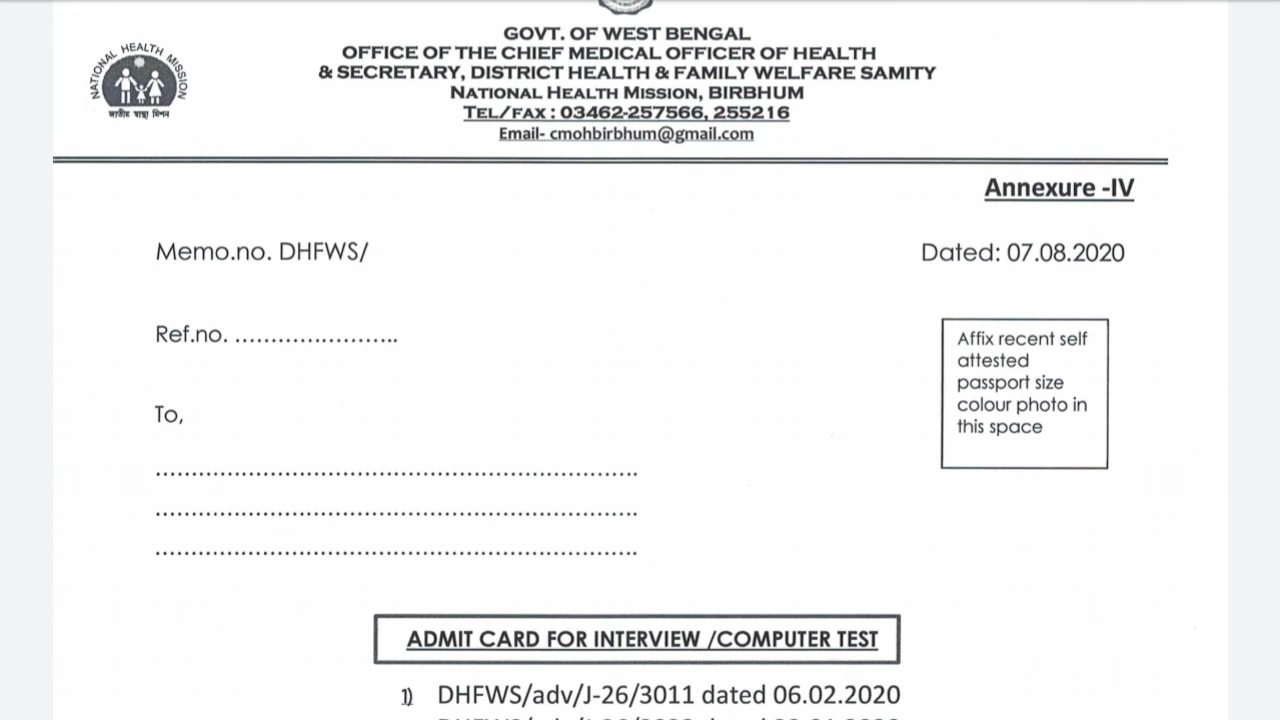 GOVT. OF WEST BENGAL
OFFICE OF THE CHIEF MEDICAL OFFICER OF HEALTH
& SECRETARY, DISTRICT HEALTH & FAMILY WELFARE SAMITY
NATIONAL HEALTH MISSION, BIRBHUM
TEL/FAX : 03462-257566, 255216
Email- cmohbirbhum@gmail.com
NATIONAL HEALTH MISSION
জাতীয় স্বাস্থ্য মিশন
Annexure -IV
Memo.no. DHFWS/
Dated: 07.08.2020
Ref.no. .......................
Affix recent self
attested
passport size
colour photo in
this space
To,
....................................................................
....................................................................
....................................................................
ADMIT CARD FOR INTERVIEW /COMPUTER TEST
1) DHFWS/adv/J-26/3011 dated 06.02.2020